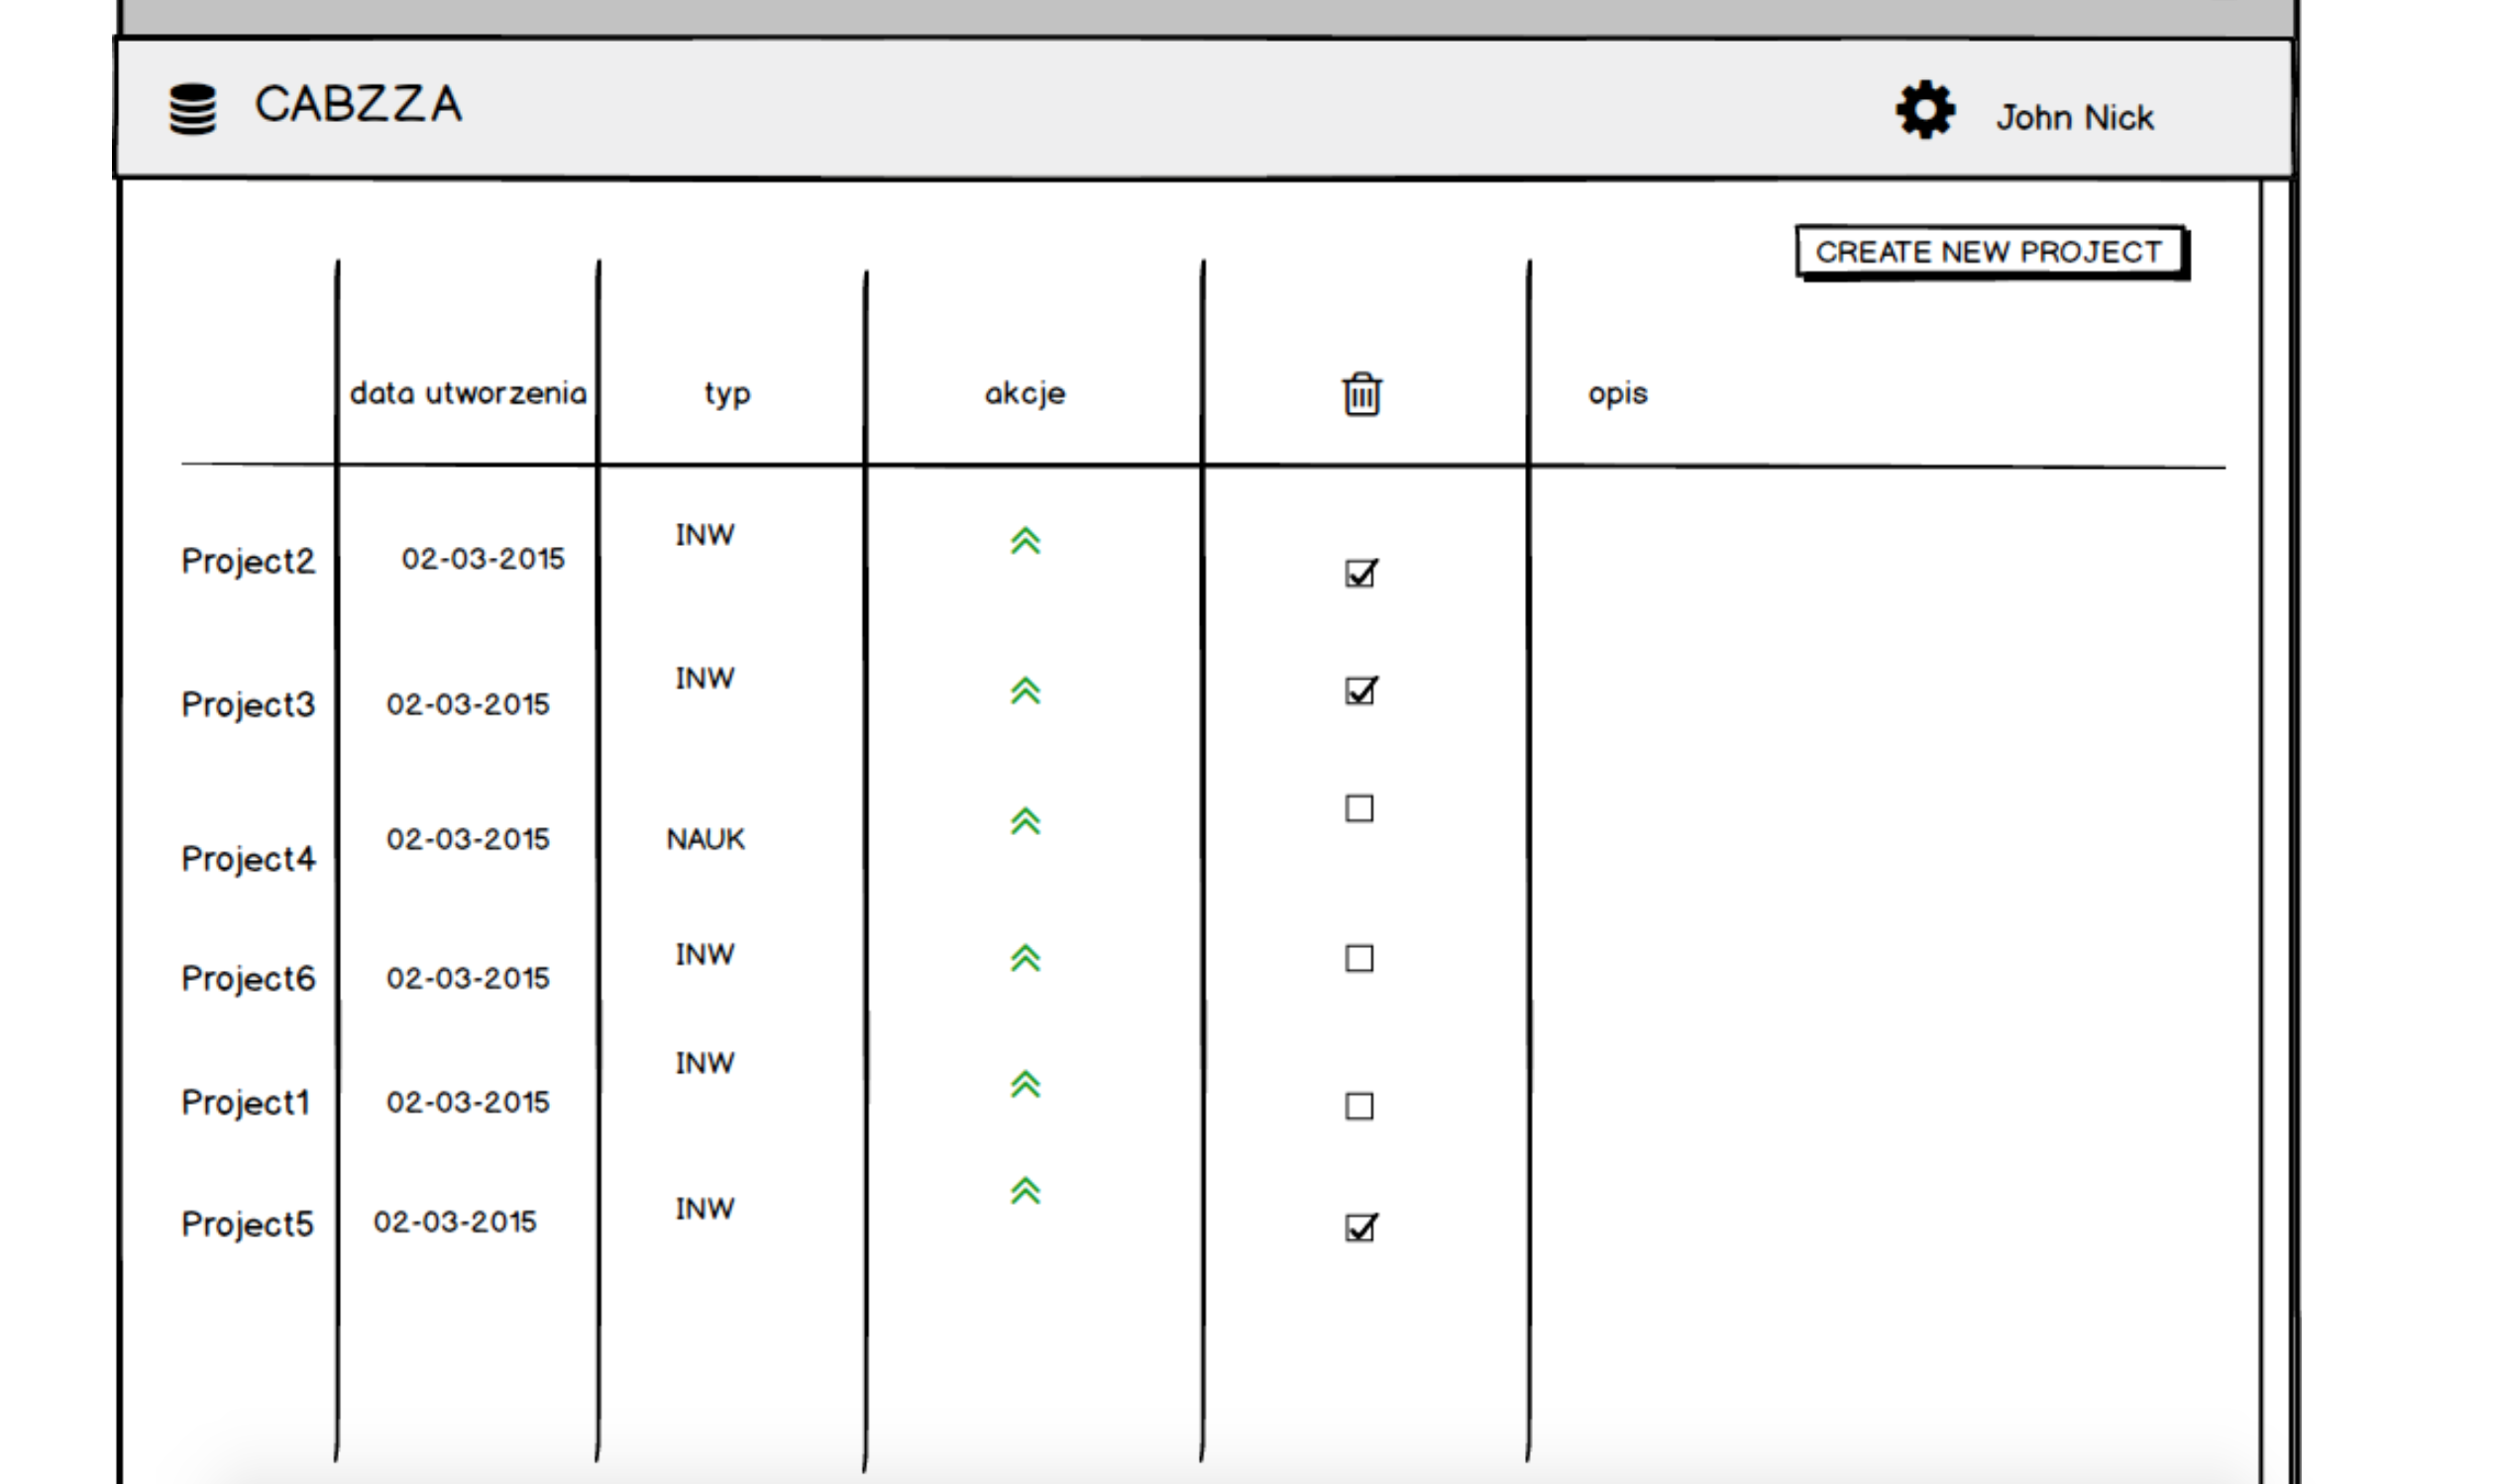 CABZZA
John Nick
CREATE NEW PROJECT
data utworzenia typ akcje opis
Project2 02-03-2015 INW
Project3 02-03-2015 INW
Project4 02-03-2015 NAUK
Project6 02-03-2015 INW
Project1 02-03-2015 INW
Project5 02-03-2015 INW